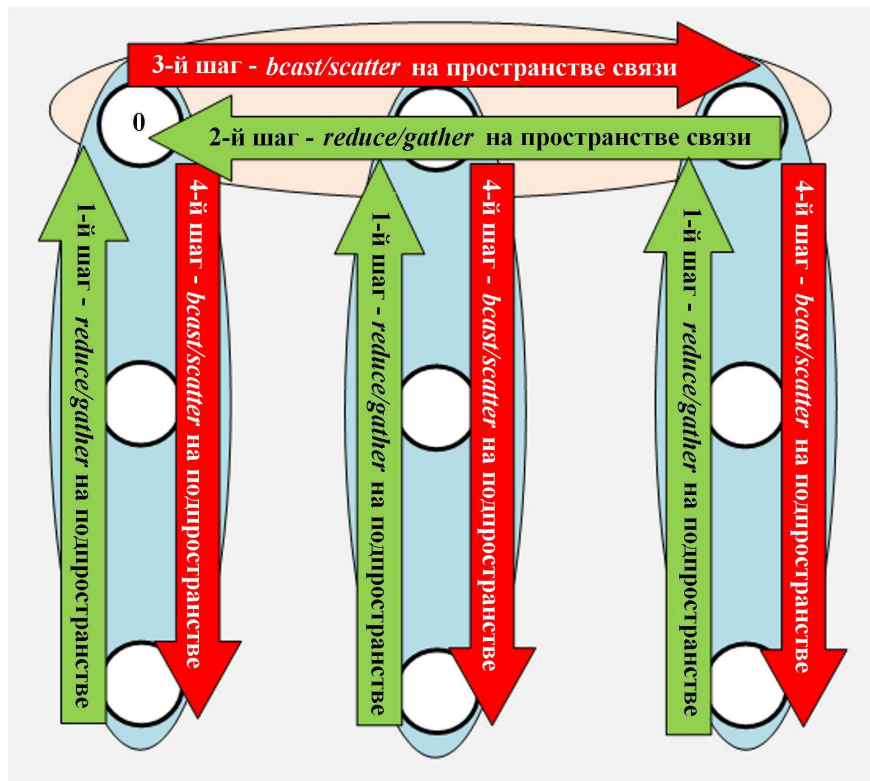 3-й шаг - bcast/scatter на пространстве связи
0
2-й шаг - reduce/gather на пространстве связи
1-й шаг - reduce/gather на подпространстве
4-й шаг - bcast/scatter на подпространстве
1-й шаг - reduce/gather на подпространстве
4-й шаг - bcast/scatter на подпространстве
1-й шаг - reduce/gather на подпространстве
4-й шаг - bcast/scatter на подпространстве